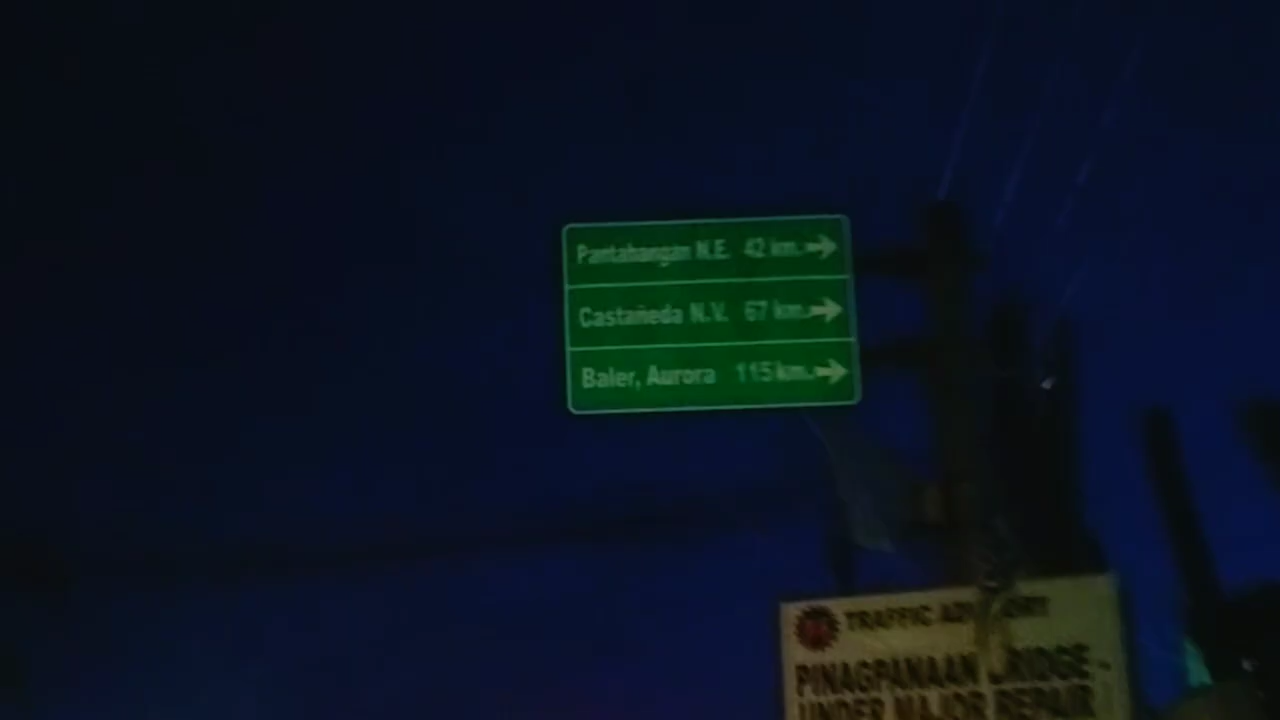 Pantabangan N.E. 42 km.
Castañeda N.V. 67 km.
Baler, Aurora 115 km.
TRAFFIC ADVISORY
PINAGPANAAN BRIDGE -
UNDER MAJOR REPAIR